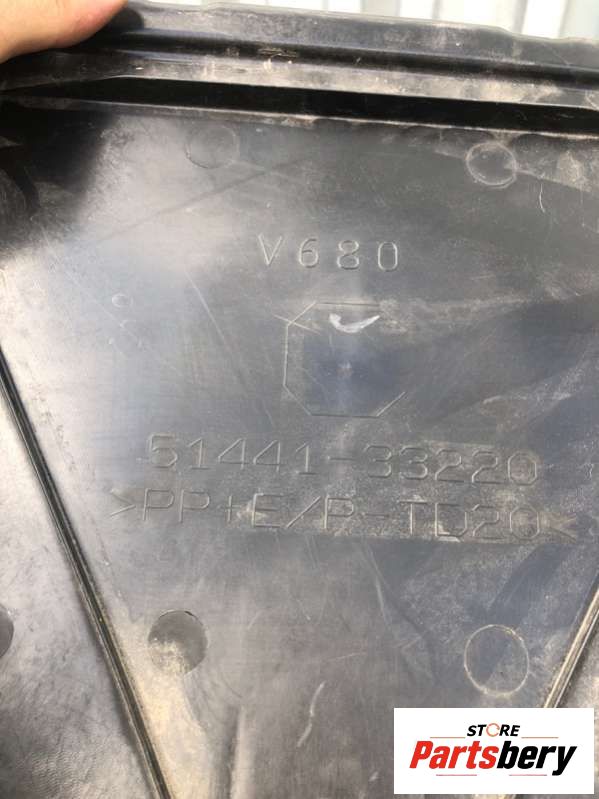 V680
51441-33220
>PP+E/P-TD20<
STORE
Partsbery